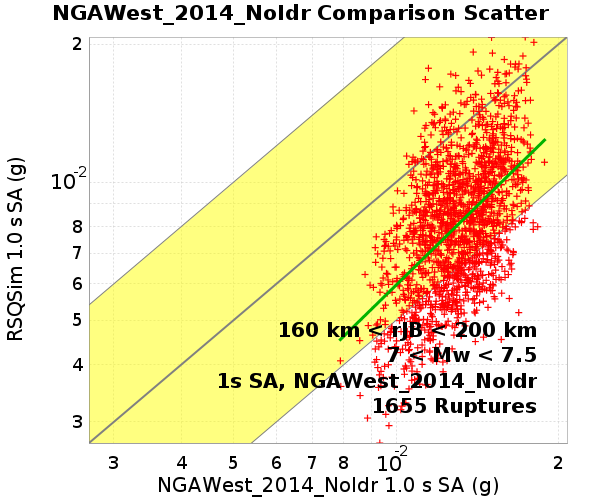 NGAWest_2014_NoIdr Comparison Scatter
RSQSim 1.0 s SA (g)
2
10-2
8
7
6
5
4
3
160 km < rJB < 200 km
7 < Mw < 7.5
1s SA, NGAWest_2014_NoIdr
1655 Ruptures
3 4 5 6 7 8 10-2 2
NGAWest_2014_NoIdr 1.0 s SA (g)